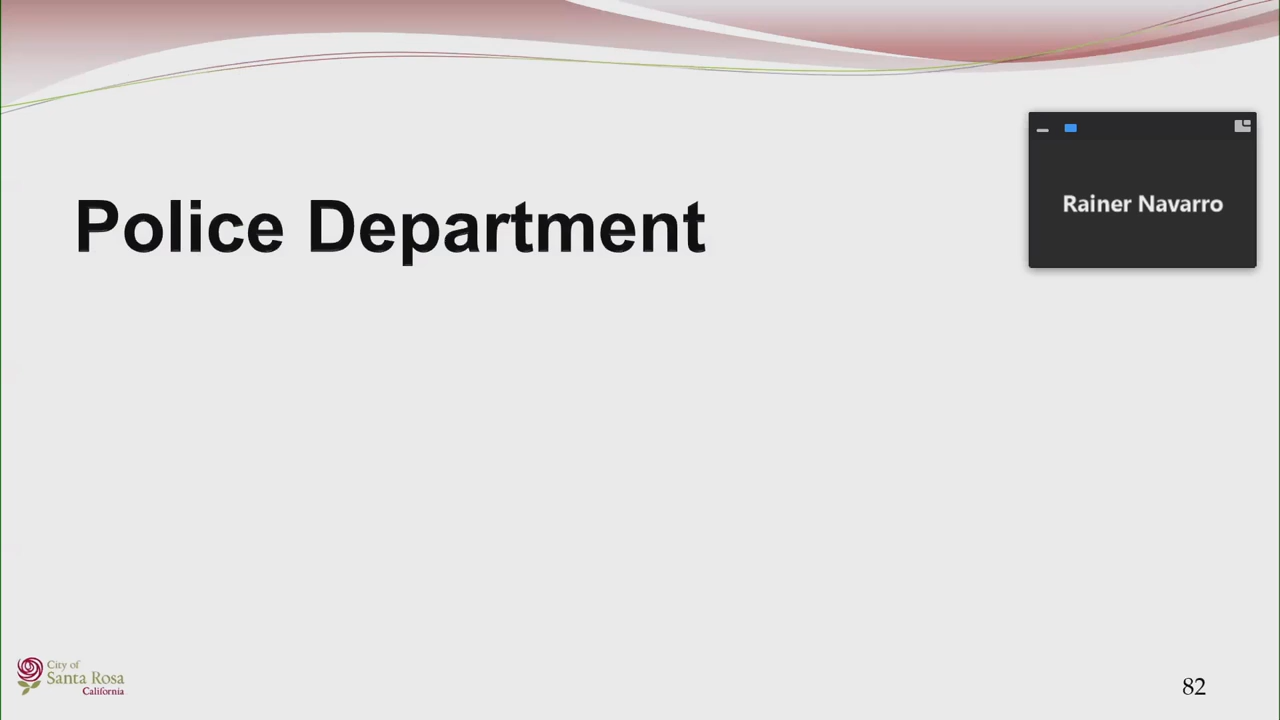 Police Department
Rainer Navarro
City of
Santa Rosa
California
82